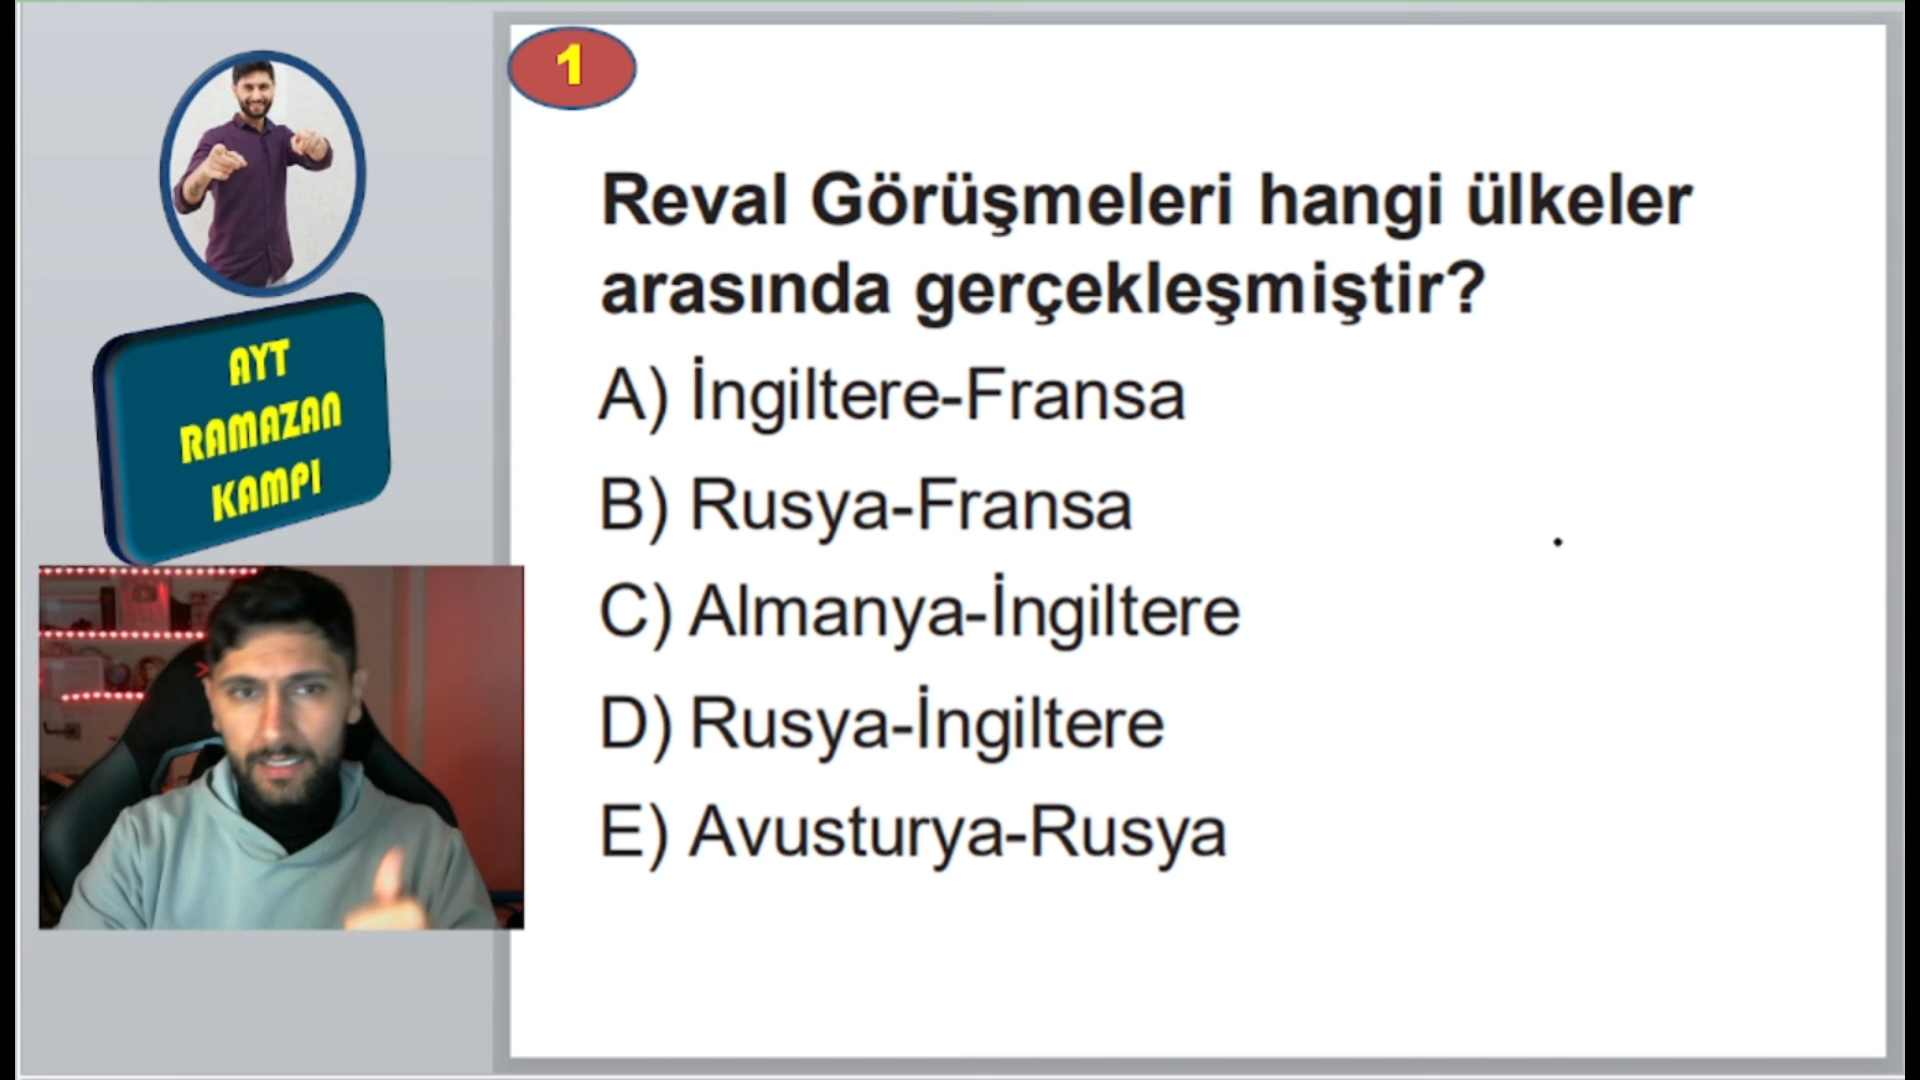 1
Reval Görüşmeleri hangi ülkeler
arasında gerçekleşmiştir?
A) İngiltere-Fransa
B) Rusya-Fransa
C) Almanya-İngiltere
D) Rusya-İngiltere
E) Avusturya-Rusya
AYT
RAMAZAN
KAMPI